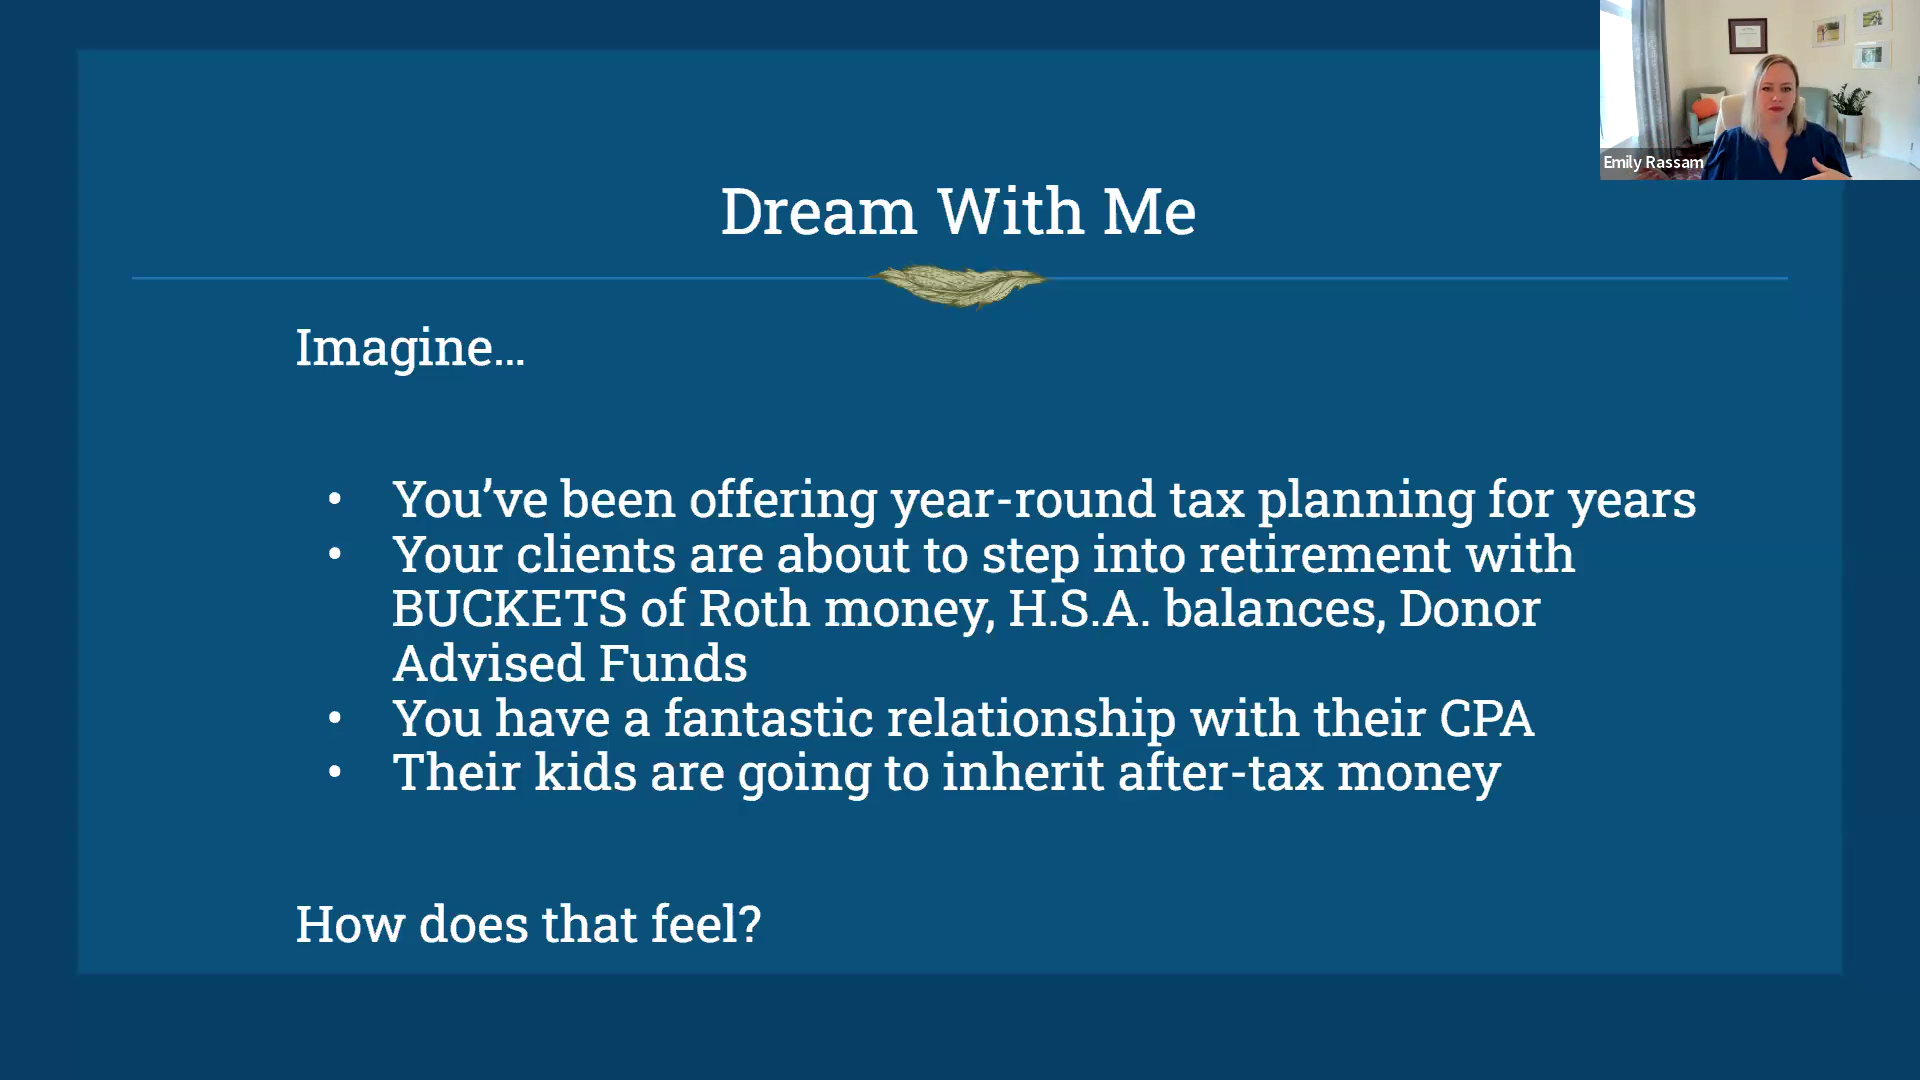 Emily Rassam
Dream With Me
Imagine...
• You’ve been offering year-round tax planning for years
• Your clients are about to step into retirement with
BUCKETS of Roth money, H.S.A. balances, Donor
Advised Funds
• You have a fantastic relationship with their CPA
• Their kids are going to inherit after-tax money
How does that feel?